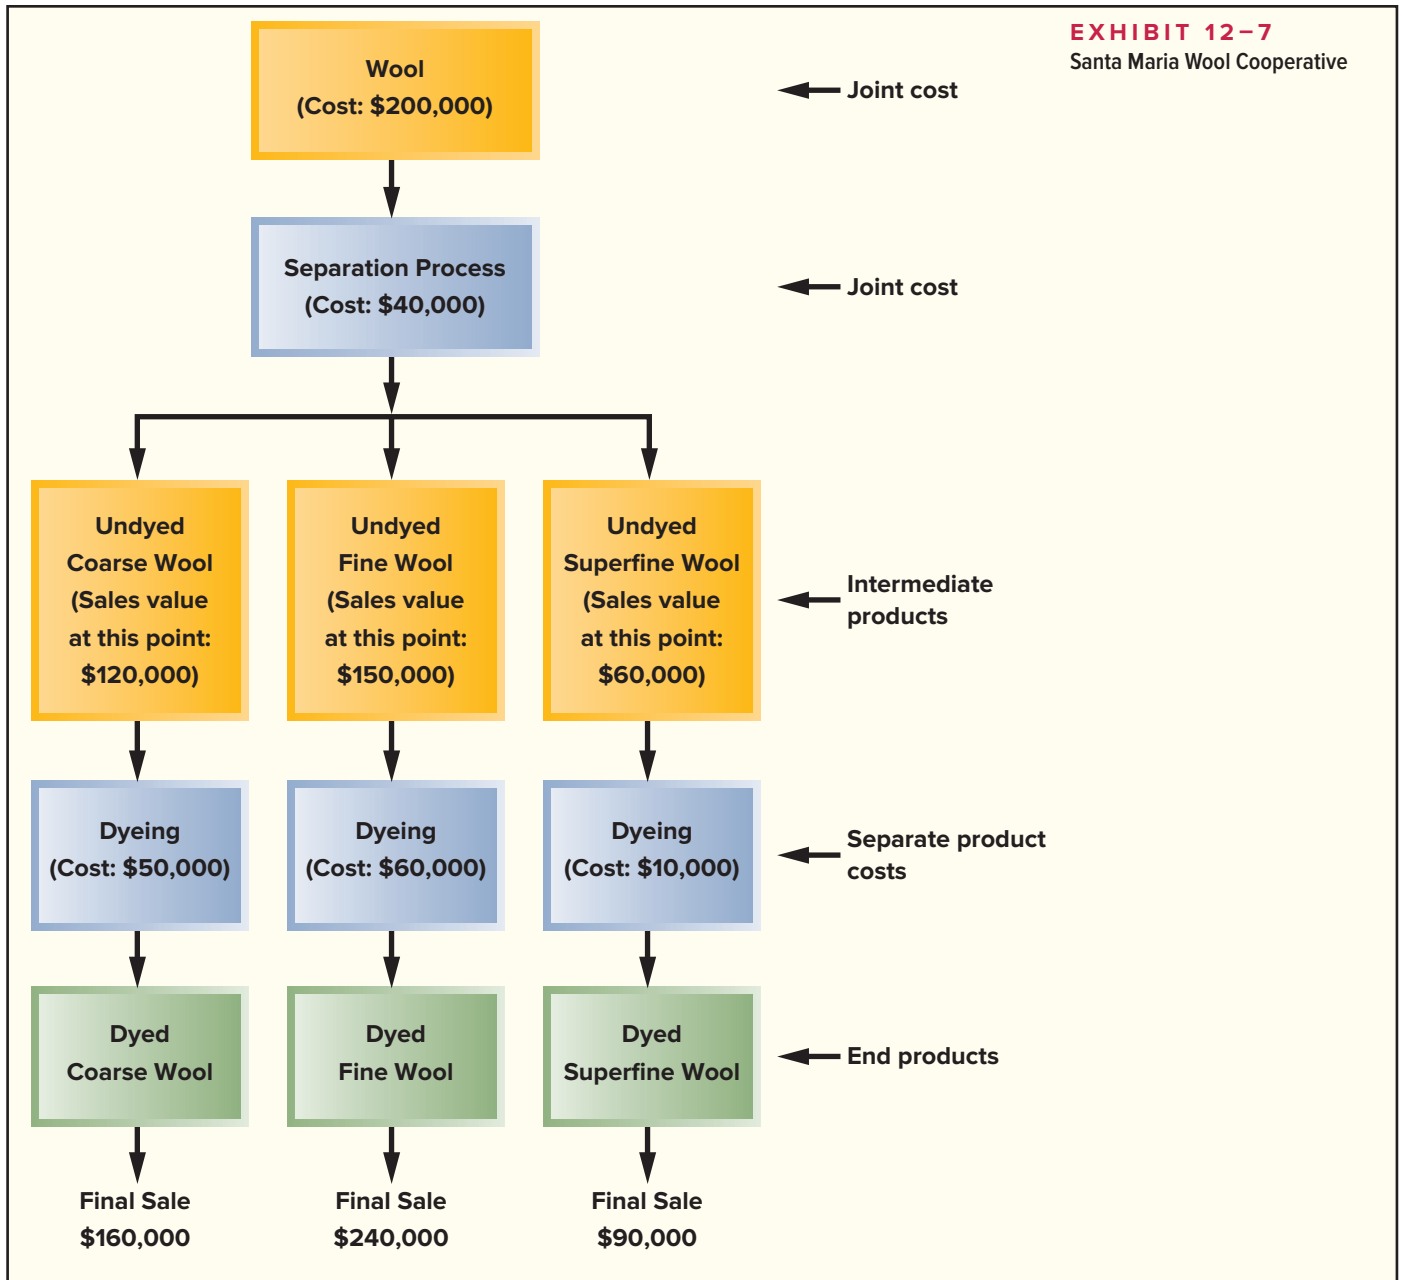 EXHIBIT 12–7
Santa Maria Wool Cooperative
Wool
(Cost: $200,000)
Joint cost
Separation Process
(Cost: $40,000)
Joint cost
Undyed
Coarse Wool
(Sales value
at this point:
$120,000)
Undyed
Fine Wool
(Sales value
at this point:
$150,000)
Undyed
Superfine Wool
(Sales value
at this point:
$60,000)
Intermediate
products
Dyeing
(Cost: $50,000)
Dyeing
(Cost: $60,000)
Dyeing
(Cost: $10,000)
Separate product
costs
Dyed
Coarse Wool
Dyed
Fine Wool
Dyed
Superfine Wool
End products
Final Sale
$160,000
Final Sale
$240,000
Final Sale
$90,000